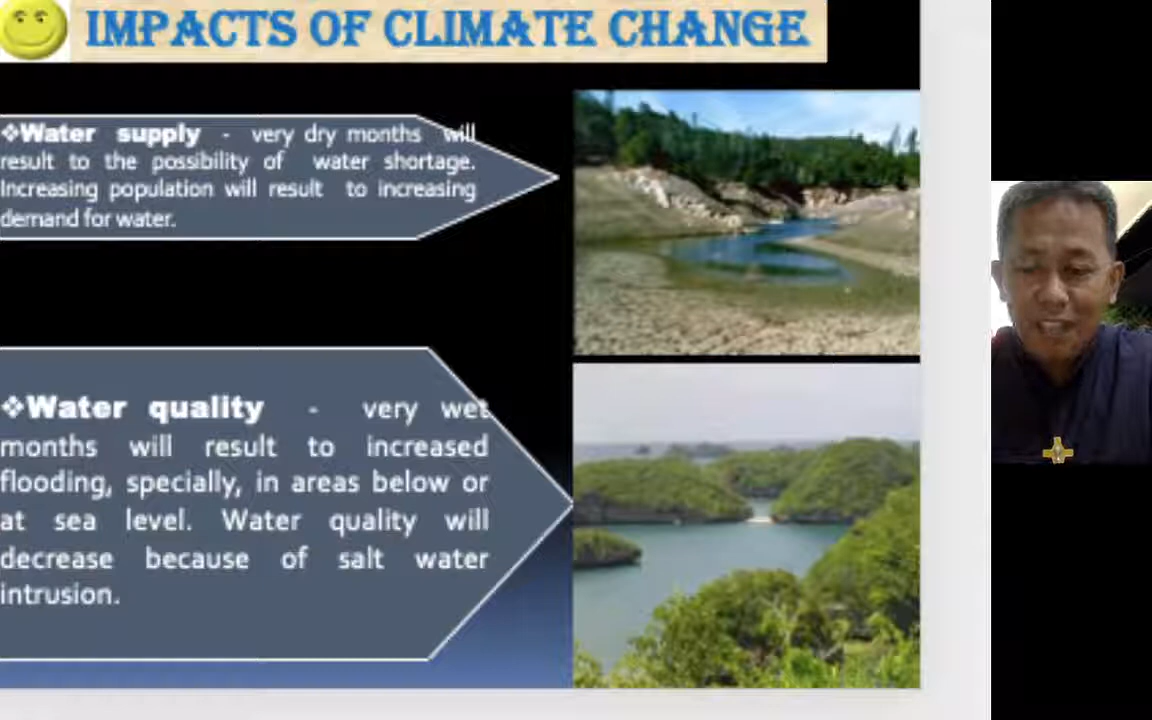 IMPACTS OF CLIMATE CHANGE
❖Water supply - very dry months will
result to the possibility of water shortage.
Increasing population will result to increasing
demand for water.
❖Water quality - very wet
months will result to increased
flooding, specially, in areas below or
at sea level. Water quality will
decrease because of salt water
intrusion.